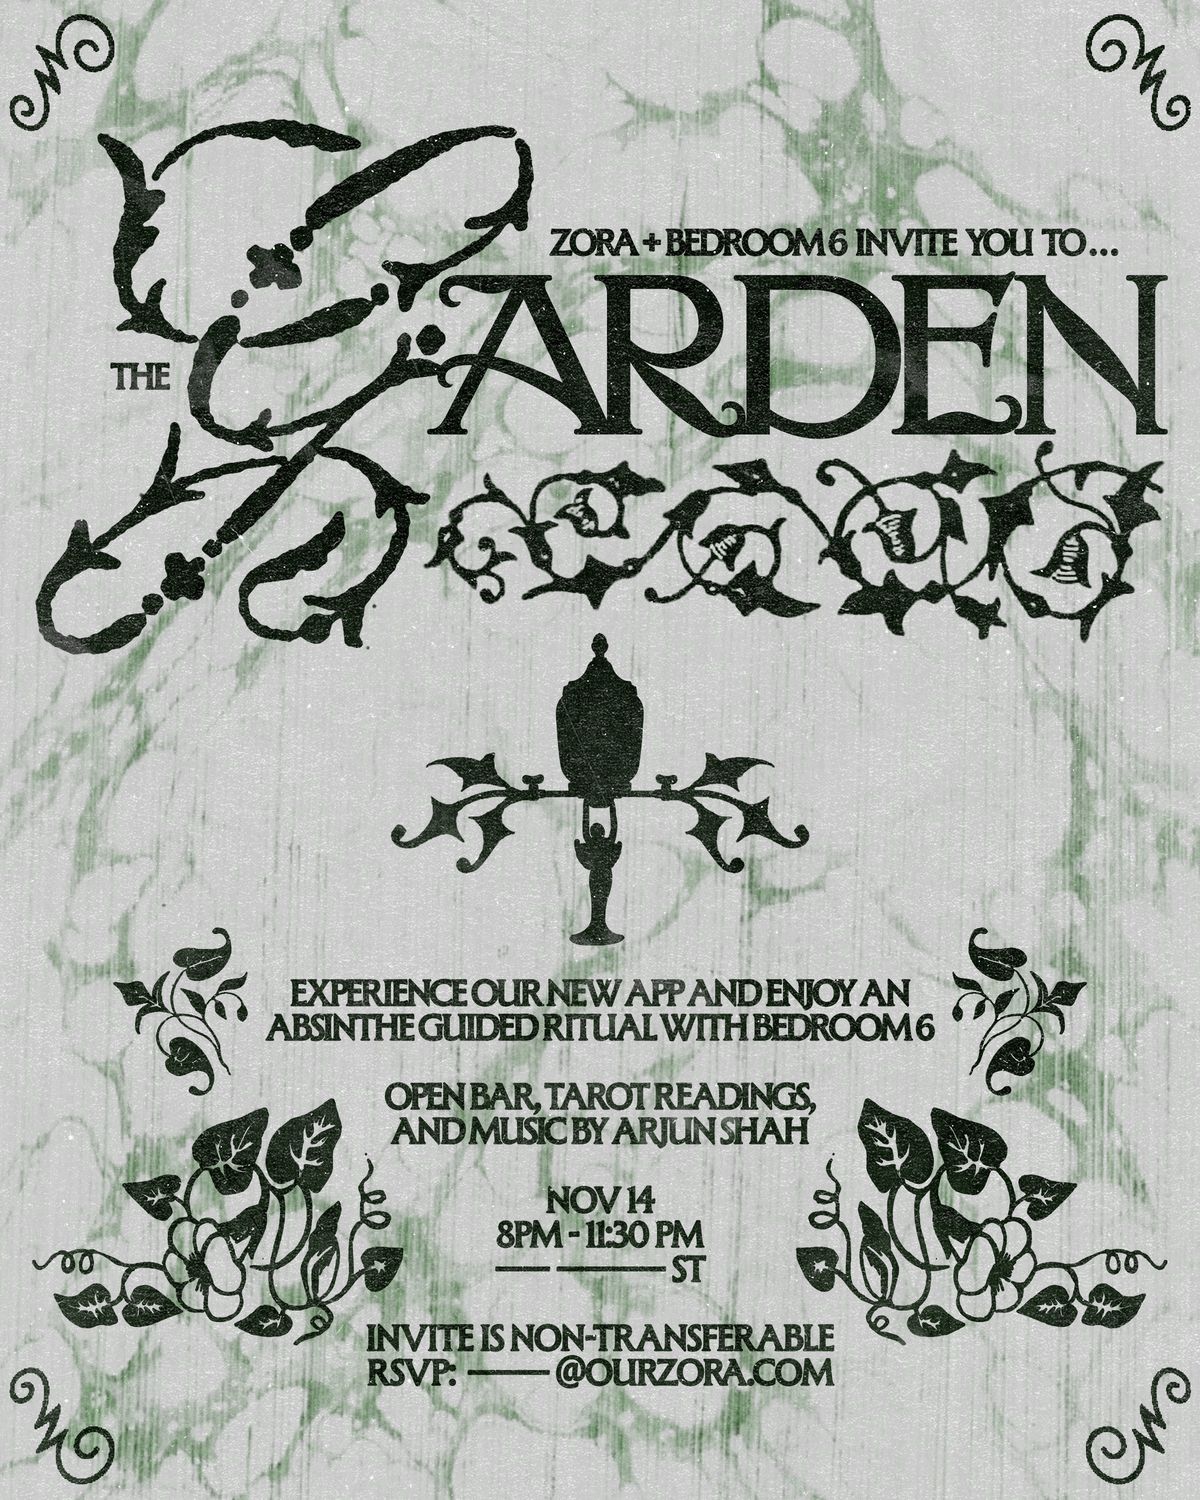 ZORA + BEDROOM 6 INVITE YOU TO...
THE
GARDEN
EXPERIENCE OUR NEW APP AND ENJOY AN
ABSINTHE GUIDED RITUAL WITH BEDROOM 6
OPEN BAR, TAROT READINGS,
AND MUSIC BY ARJUN SHAH
NOV 14
8PM - 11:30 PM
ST
INVITE IS NON-TRANSFERABLE
RSVP: @OURZORA.COM